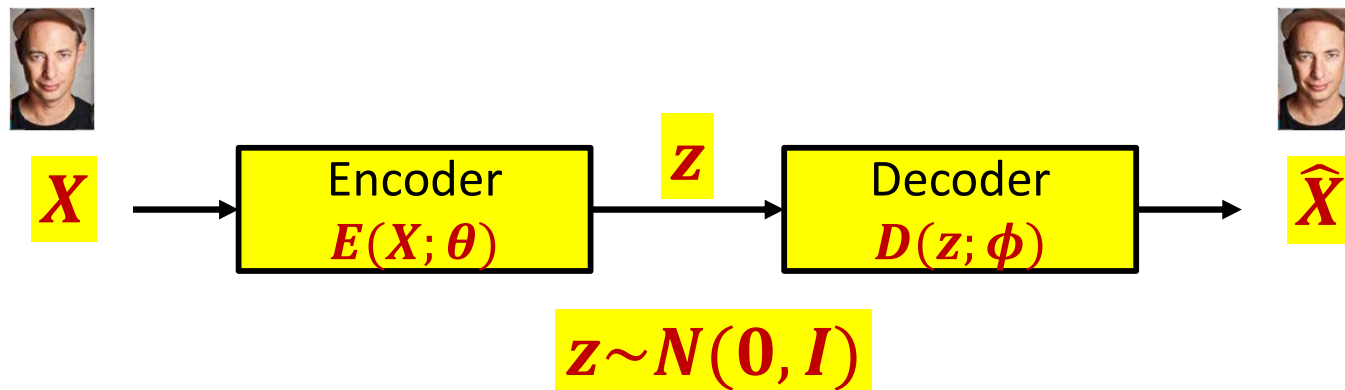 X
Encoder
E(X; θ)
z
Decoder
D(z; ϕ)
X̂
z~N(0, I)